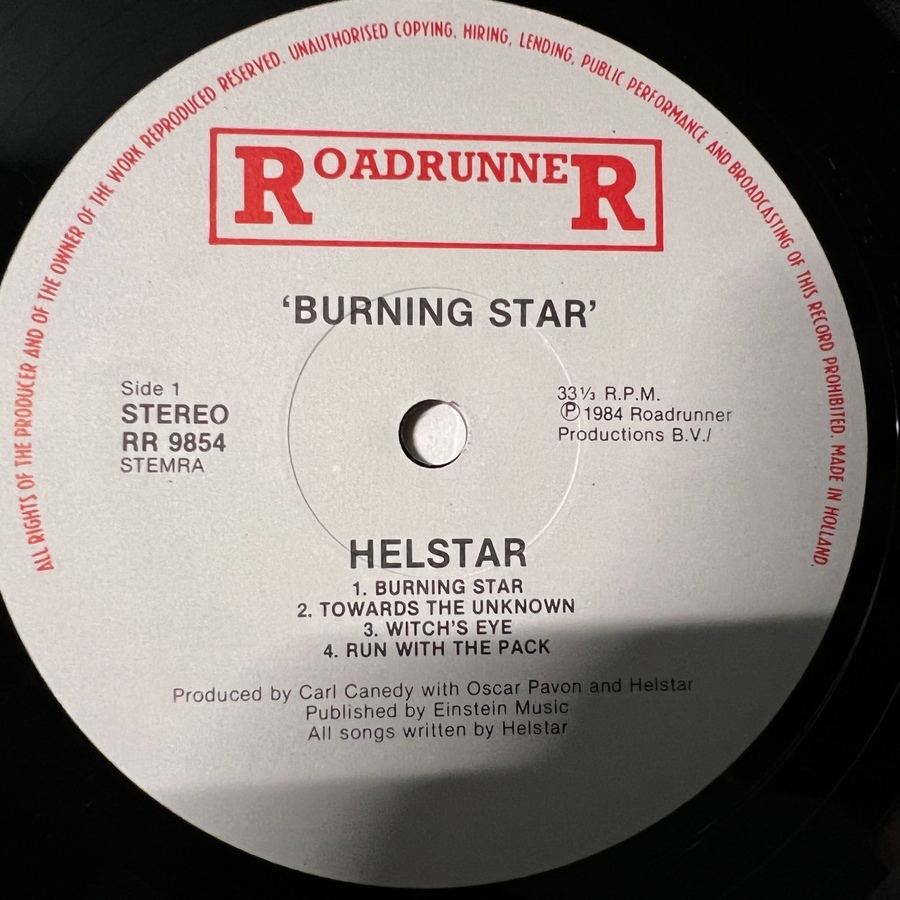 ALL RIGHTS OF THE PRODUCER AND OF THE OWNER OF THE WORK REPRODUCED RESERVED. UNAUTHORISED COPYING, HIRING, LENDING, PUBLIC PERFORMANCE AND BROADCASTING OF THIS RECORD PROHIBITED. MADE IN HOLLAND.
ROADRUNNER
‘BURNING STAR’
Side 1
STEREO
RR 9854
STEMRA
33⅓ R.P.M.
Ⓟ 1984 Roadrunner
Productions B.V./
HELSTAR
1. BURNING STAR
2. TOWARDS THE UNKNOWN
3. WITCH'S EYE
4. RUN WITH THE PACK
Produced by Carl Canedy with Oscar Pavon and Helstar
Published by Einstein Music
All songs written by Helstar